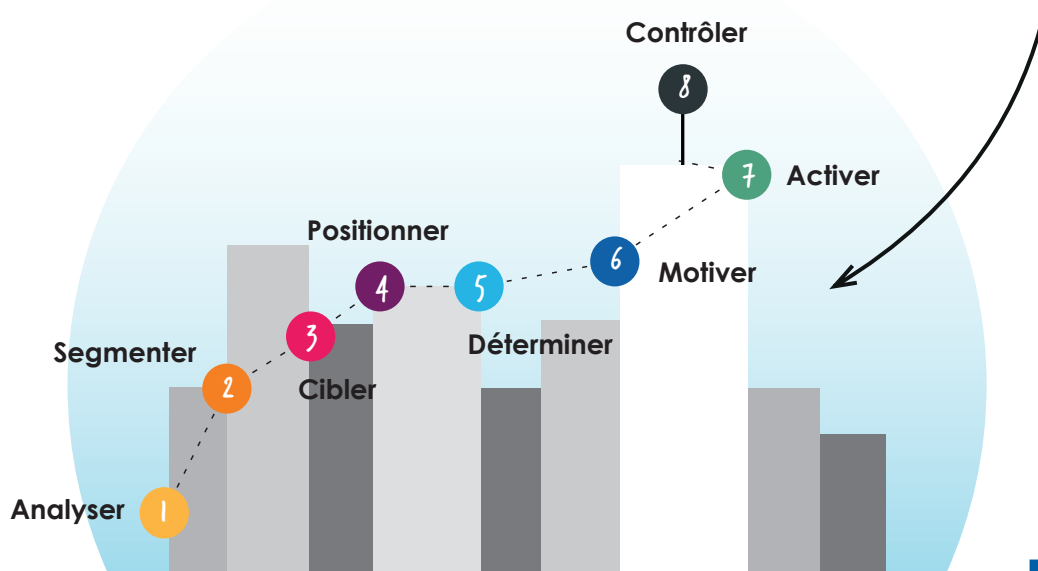 1
Analyser
2
Segmenter
3
Cibler
4
Positionner
5
Déterminer
6
Motiver
7
Activer
8
Contrôler